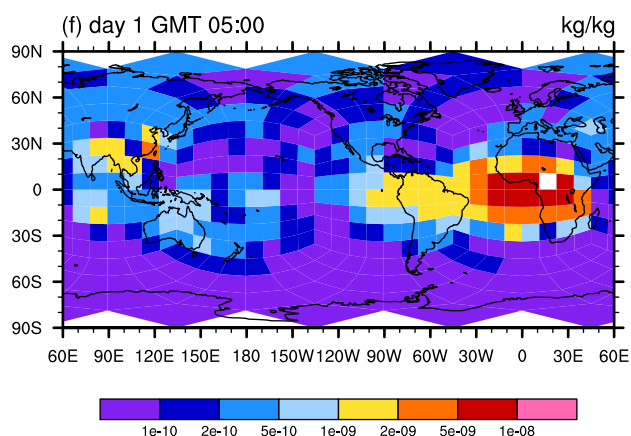 (f) day 1 GMT 05:00 kg/kg
90N
60N
30N
0
30S
60S
90S
60E 90E 120E 150E 180 150W 120W 90W 60W 30W 0 30E 60E
1e-10 2e-10 5e-10 1e-09 2e-09 5e-09 1e-08